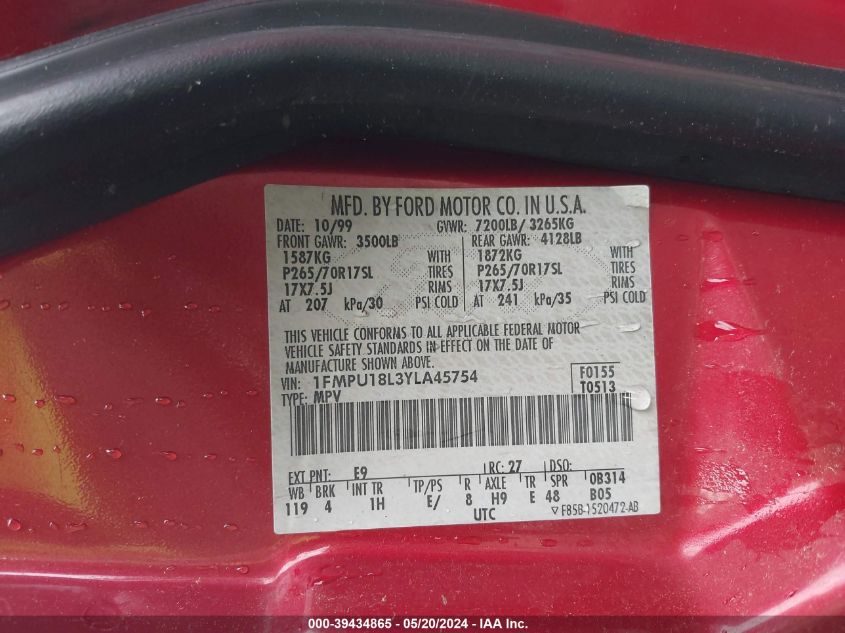 MFD. BY FORD MOTOR CO. IN U.S.A.
DATE: 10/99 GVWR: 7200LB/ 3265KG
FRONT GAWR: 3500LB REAR GAWR: 4128LB
1587KG WITH 1872KG WITH
P265/70R17SL TIRES P265/70R17SL TIRES
17X7.5J RIMS 17X7.5J RIMS
AT 207 kPa/30 PSI COLD AT 241 kPa/35 PSI COLD
THIS VEHICLE CONFORMS TO ALL APPLICABLE FEDERAL MOTOR
VEHICLE SAFETY STANDARDS IN EFFECT ON THE DATE OF
MANUFACTURE SHOWN ABOVE.
VIN: 1FMPU18L3YLA45754 F0155
TYPE: MPV T0513
EXT PNT: E9 RC: 27 DSO:
WB BRK INT TR TP/PS R AXLE TR SPR 0B314
119 4 1H E/ 8 H9 E 48 B05
UTC F85B-1520472-AB
000-39434865 - 05/20/2024 - IAA Inc.